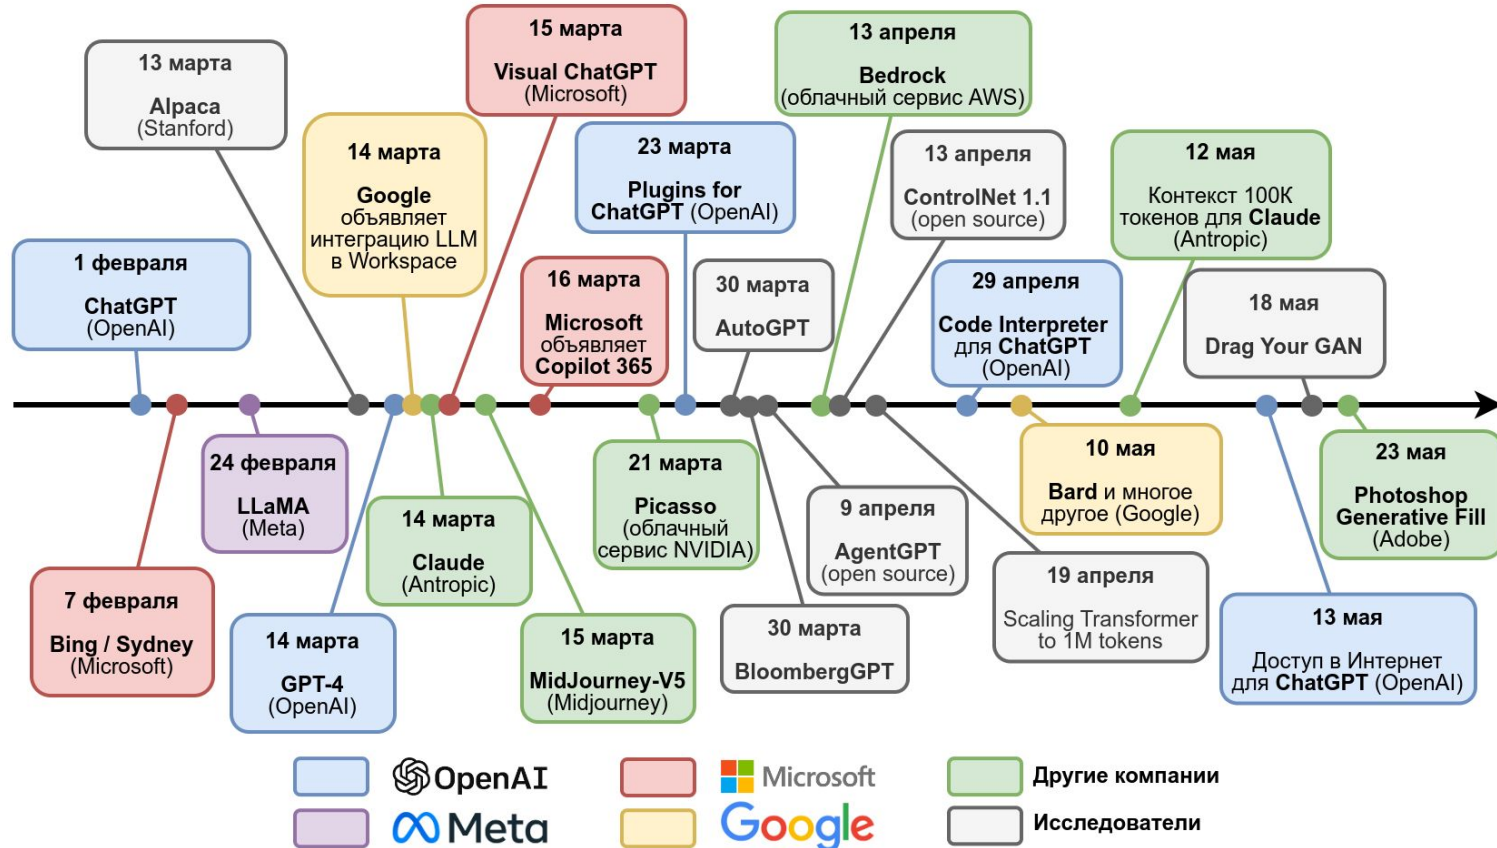 13 марта
Alpaca
(Stanford)
15 марта
Visual ChatGPT
(Microsoft)
13 апреля
Bedrock
(облачный сервис AWS)
14 марта
Google
объявляет
интеграцию LLM
в Workspace
23 марта
Plugins for
ChatGPT (OpenAI)
13 апреля
ControlNet 1.1
(open source)
12 мая
Контекст 100К
токенов для Claude
(Antropic)
1 февраля
ChatGPT
(OpenAI)
16 марта
Microsoft
объявляет
Copilot 365
30 марта
AutoGPT
29 апреля
Code Interpreter
для ChatGPT
(OpenAI)
18 мая
Drag Your GAN
24 февраля
LLaMA
(Meta)
14 марта
Claude
(Antropic)
21 марта
Picasso
(облачный
сервис NVIDIA)
9 апреля
AgentGPT
(open source)
10 мая
Bard и многое
другое (Google)
23 мая
Photoshop
Generative Fill
(Adobe)
7 февраля
Bing / Sydney
(Microsoft)
14 марта
GPT-4
(OpenAI)
15 марта
MidJourney-V5
(Midjourney)
30 марта
BloombergGPT
19 апреля
Scaling Transformer
to 1M tokens
13 мая
Доступ в Интернет
для ChatGPT (OpenAI)
OpenAI
Microsoft
Другие компании
Meta
Google
Исследователи